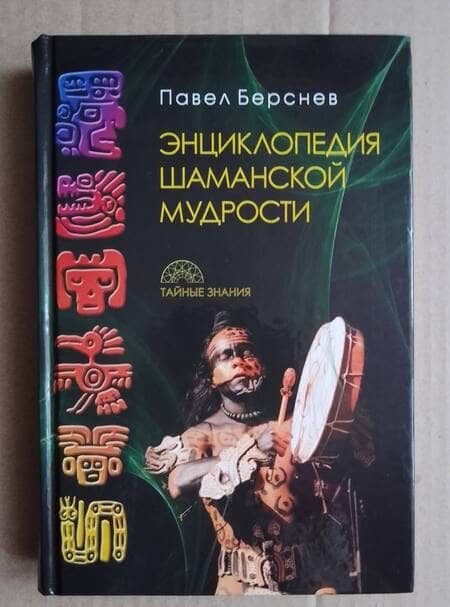 Павел Берснев
ЭНЦИКЛОПЕДИЯ
ШАМАНСКОЙ
МУДРОСТИ
ТАЙНЫЕ ЗНАНИЯ